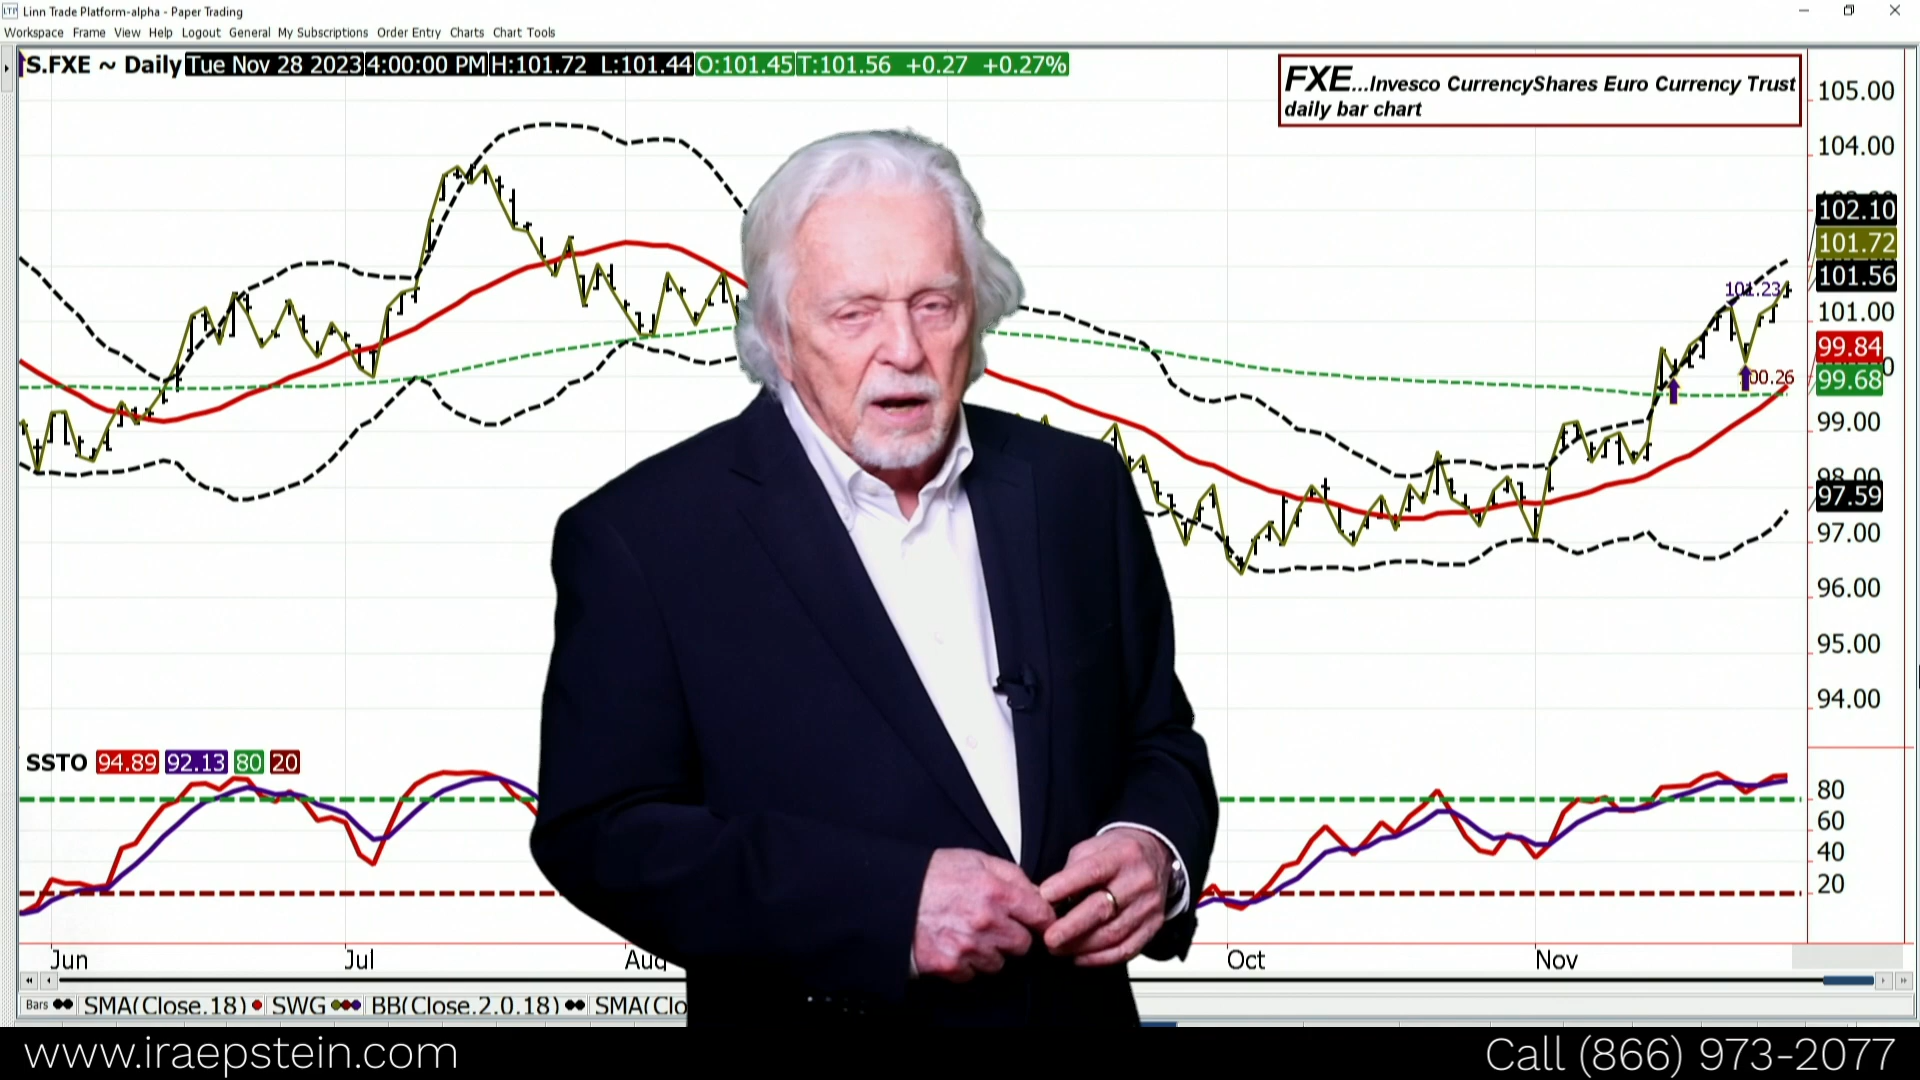 LTP Linn Trade Platform-alpha - Paper Trading
Workspace Frame View Help Logout General My Subscriptions Order Entry Charts Chart Tools
S.FXE ~ Daily Tue Nov 28 2023 4:00:00 PM H:101.72 L:101.44 O:101.45 T:101.56 +0.27 +0.27%
FXE...Invesco CurrencyShares Euro Currency Trust
daily bar chart
105.00
104.00
102.10
101.72
101.56
101.23
101.00
99.84
99.68
99.00
98.00
97.59
97.00
96.00
95.00
94.00
SSTO 94.89 92.13 80 20
80
60
40
20
Jun Jul Aug Oct Nov
Bars SMA(Close.18) SWG BB(Close.2.0.18) SMA(Clo
www.iraepstein.com Call (866) 973-2077